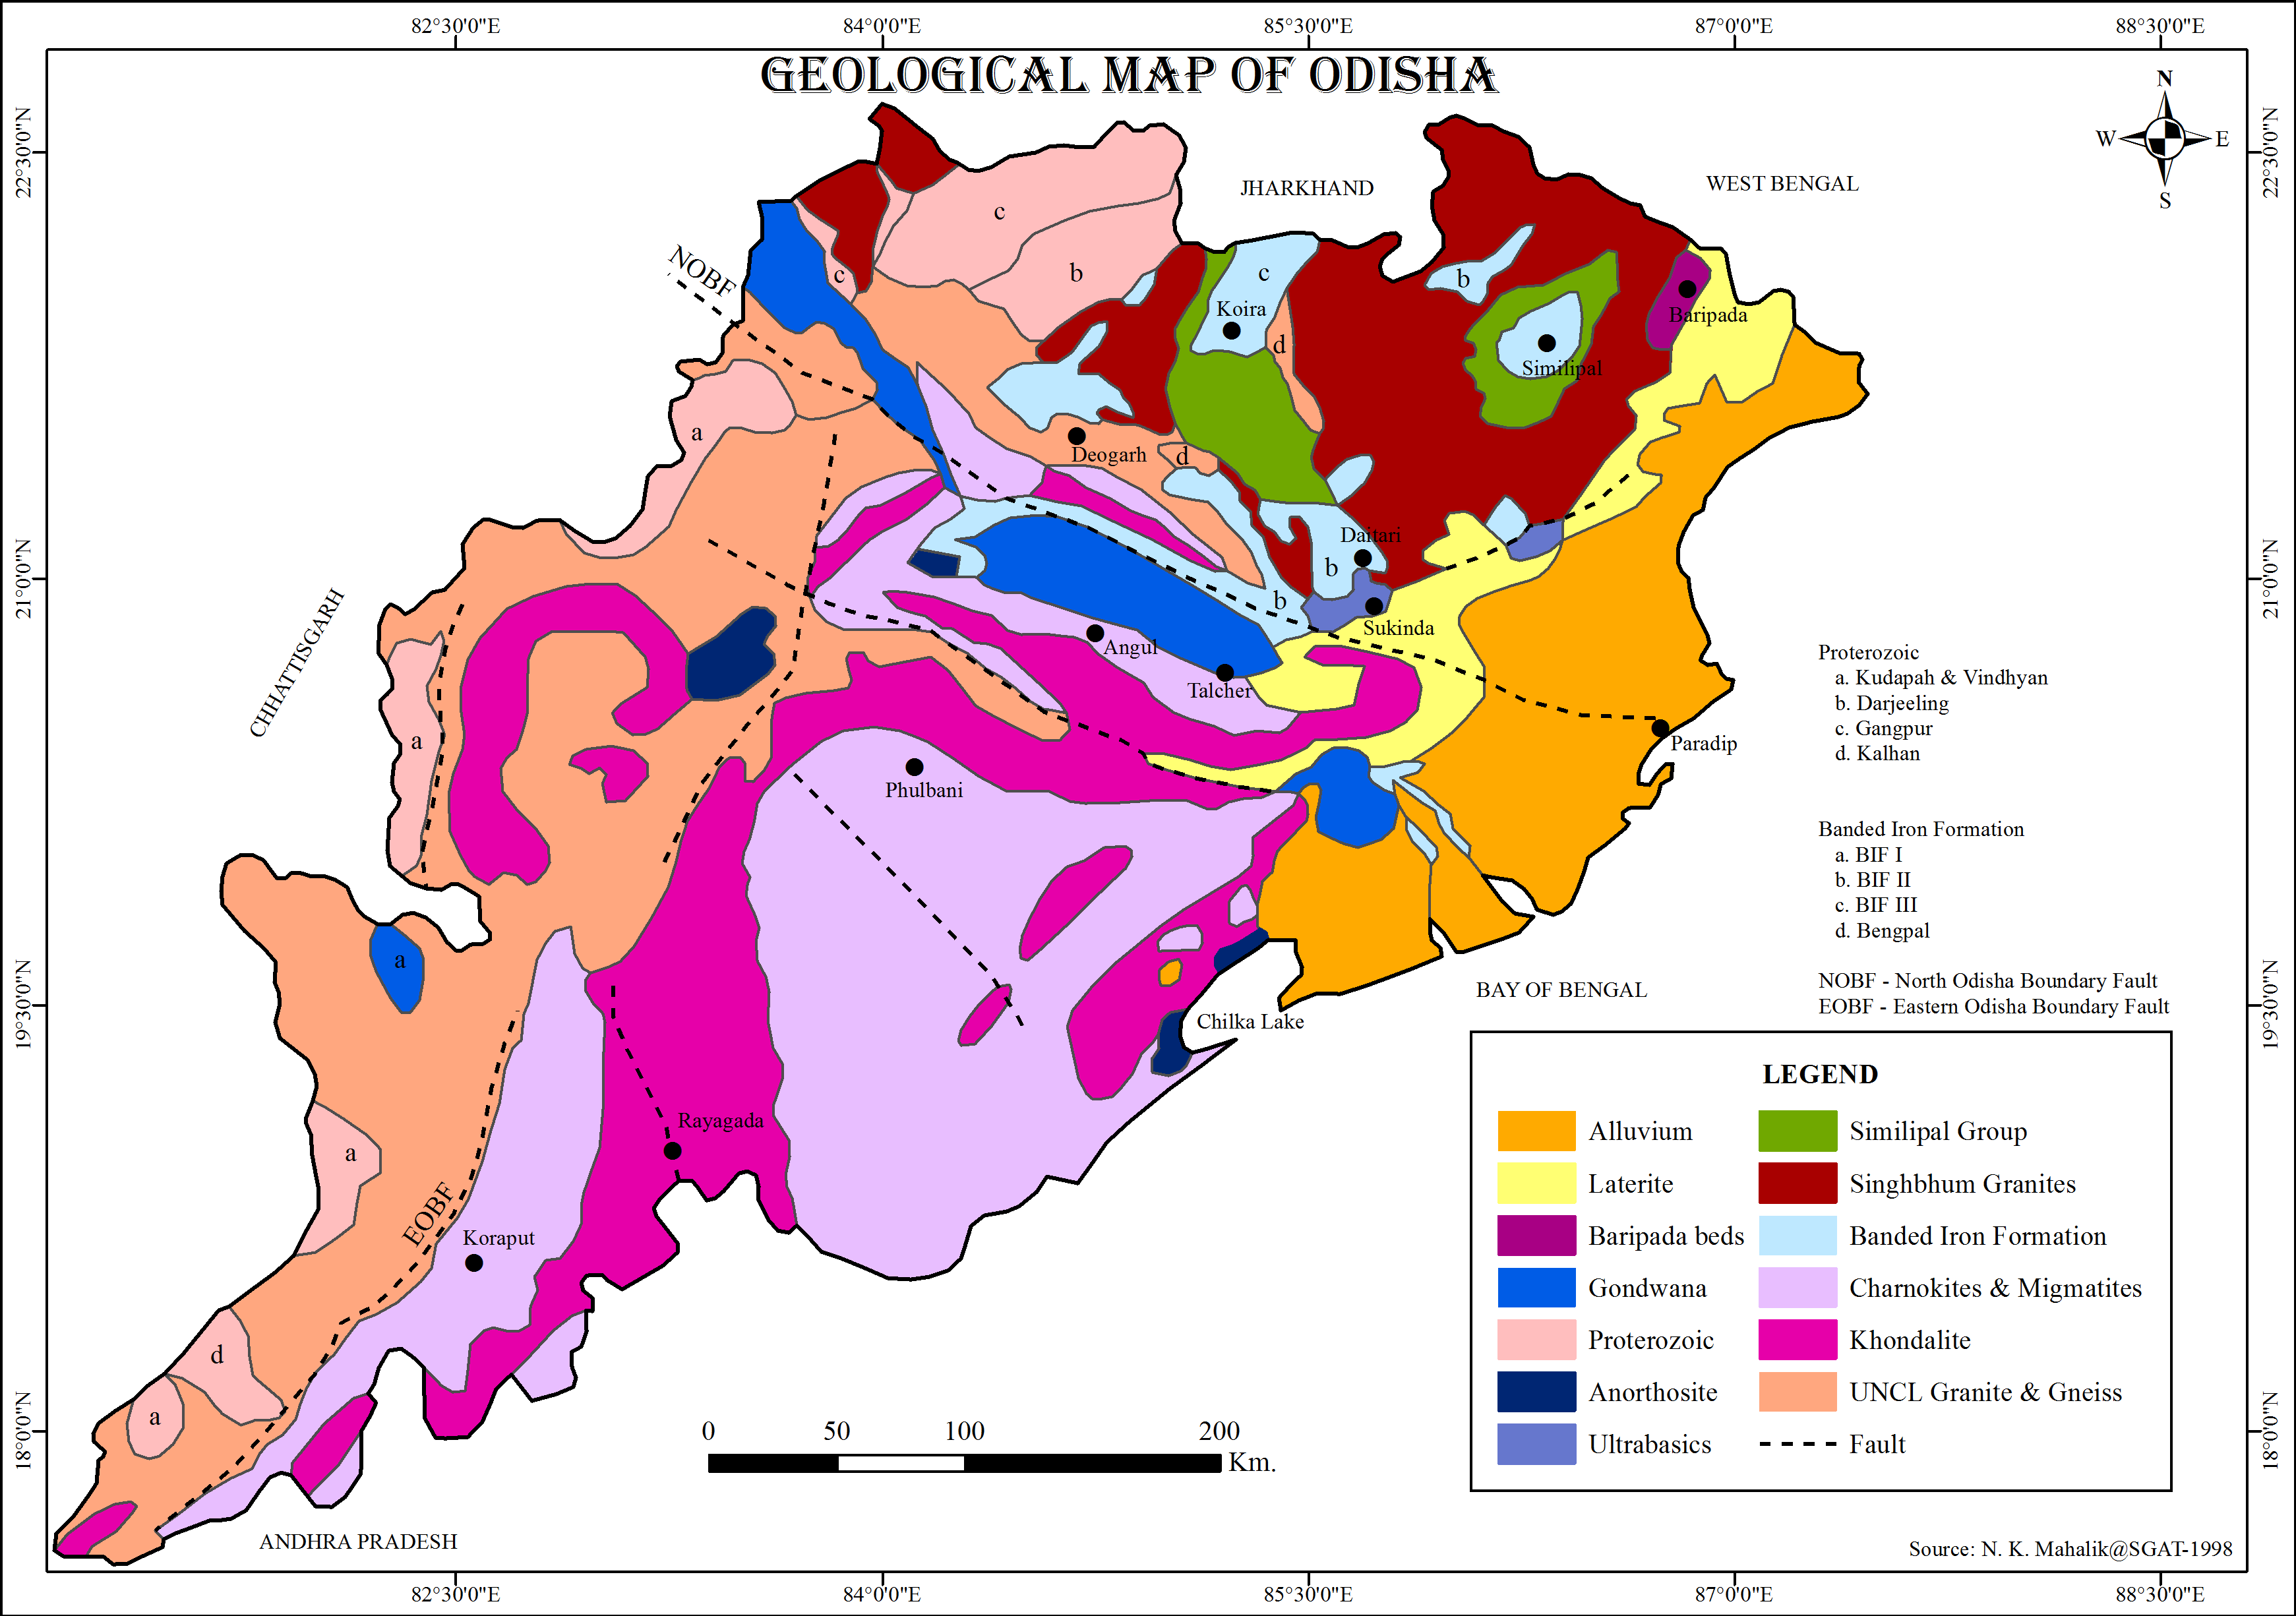 82°30'0"E
84°0'0"E
85°30'0"E
87°0'0"E
88°30'0"E
GEOLOGICAL MAP OF ODISHA
N
W
E
S
22°30'0"N
22°30'0"N
JHARKHAND
WEST BENGAL
c
b
c
NOBF
c
b
Koira
d
Similipal
Baripada
a
Deogarh
d
Daitari
b
b
21°0'0"N
21°0'0"N
Sukinda
Angul
Talcher
CHHATTISGARH
a
Phulbani
Paradip
Proterozoic
a. Kudapah & Vindhyan
b. Darjeeling
c. Gangpur
d. Kalhan
Banded Iron Formation
a. BIF I
b. BIF II
c. BIF III
d. Bengpal
a
BAY OF BENGAL
NOBF - North Odisha Boundary Fault
EOBF - Eastern Odisha Boundary Fault
19°30'0"N
19°30'0"N
Chilka Lake
Rayagada
a
EOBF
Koraput
d
a
LEGEND
Alluvium
Similipal Group
Laterite
Singhbhum Granites
Baripada beds
Banded Iron Formation
Gondwana
Charnokites & Migmatites
Proterozoic
Khondalite
Anorthosite
UNCL Granite & Gneiss
Ultrabasics
Fault
0
50
100
200
Km.
18°0'0"N
18°0'0"N
ANDHRA PRADESH
Source: N. K. Mahalik@SGAT-1998
82°30'0"E
84°0'0"E
85°30'0"E
87°0'0"E
88°30'0"E